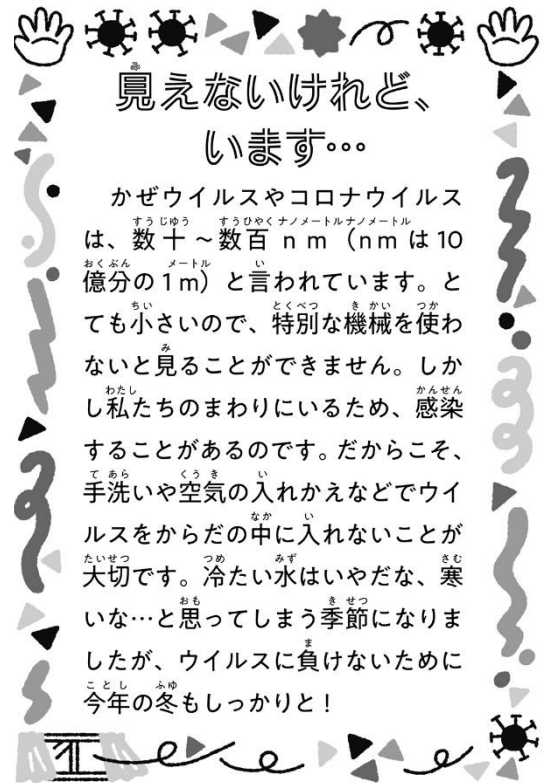 見えないけれど、
います…
かぜウイルスやコロナウイルス
は、数十～数百nm（nmは10
億分の1m）と言われています。と
ても小さいので、特別な機械を使わ
ないと見ることができません。しか
し私たちのまわりにいるため、感染
することがあるのです。だからこそ、
手洗いや空気の入れかえなどでウイ
ルスをからだの中に入れないことが
大切です。冷たい水はいやだな、寒
いな…と思ってしまう季節になりま
したが、ウイルスに負けないために
今年の冬もしっかりと！